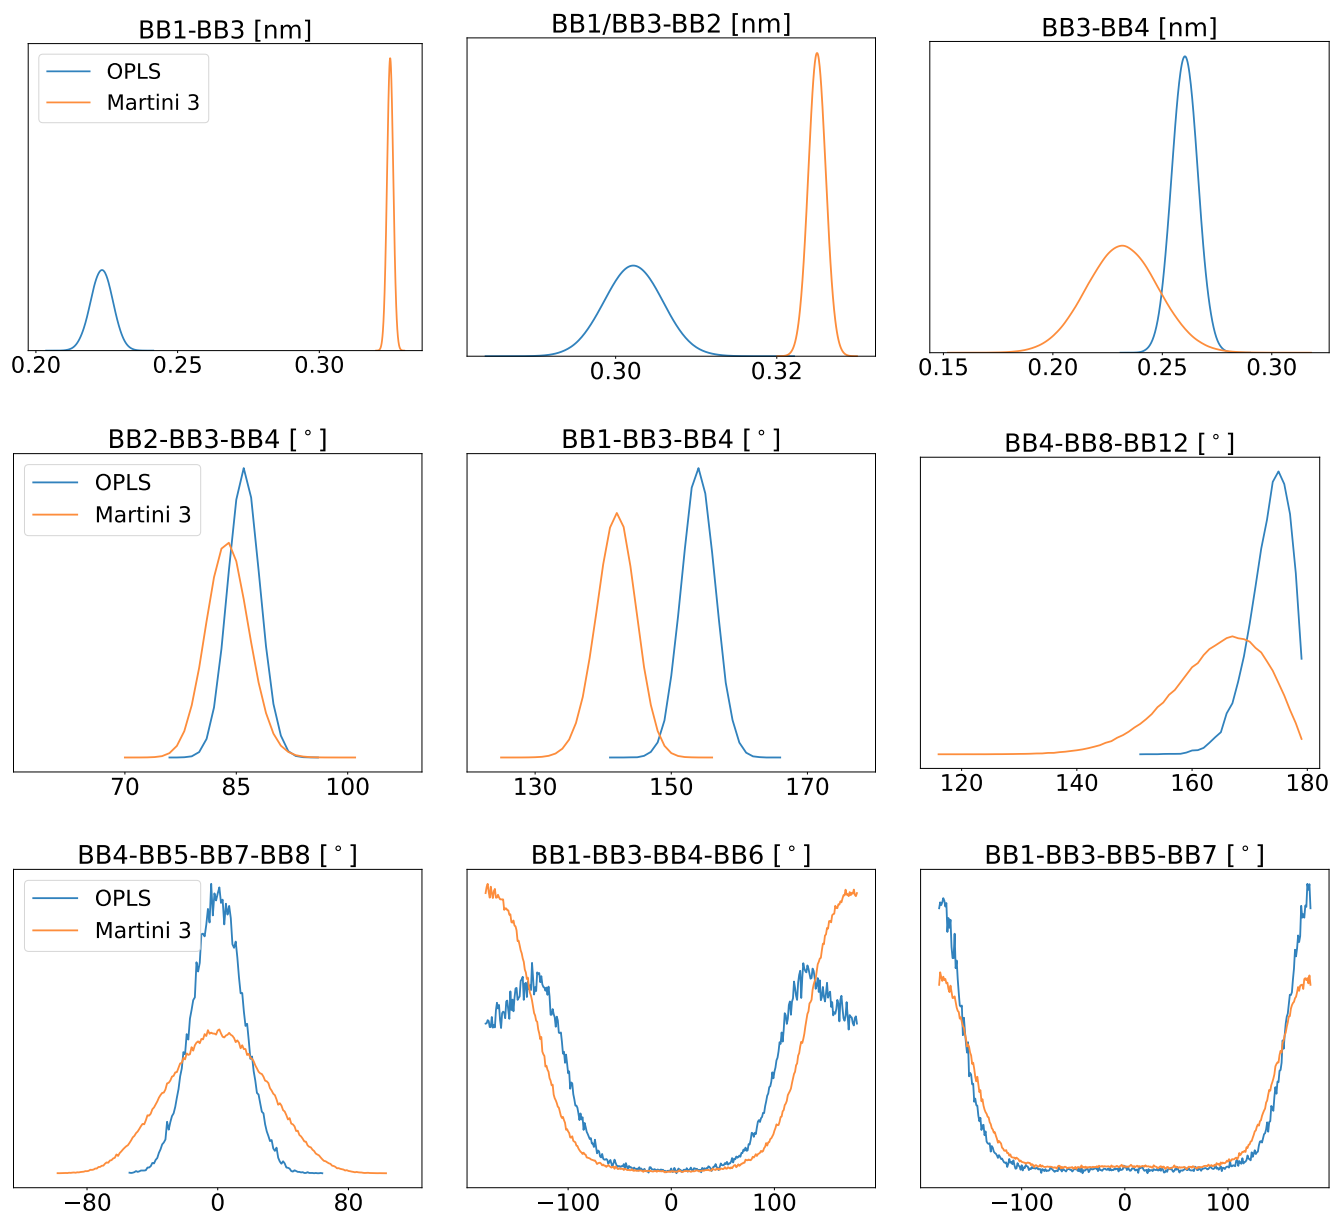 BB1-BB3 [nm]
BB1/BB3-BB2 [nm]
BB3-BB4 [nm]
OPLS
Martini 3
0.20 0.25 0.30
0.30 0.32
0.15 0.20 0.25 0.30
BB2-BB3-BB4 [°]
BB1-BB3-BB4 [°]
BB4-BB8-BB12 [°]
OPLS
Martini 3
70 85 100
130 150 170
120 140 160 180
BB4-BB5-BB7-BB8 [°]
BB1-BB3-BB4-BB6 [°]
BB1-BB3-BB5-BB7 [°]
OPLS
Martini 3
−80 0 80
−100 0 100
−100 0 100